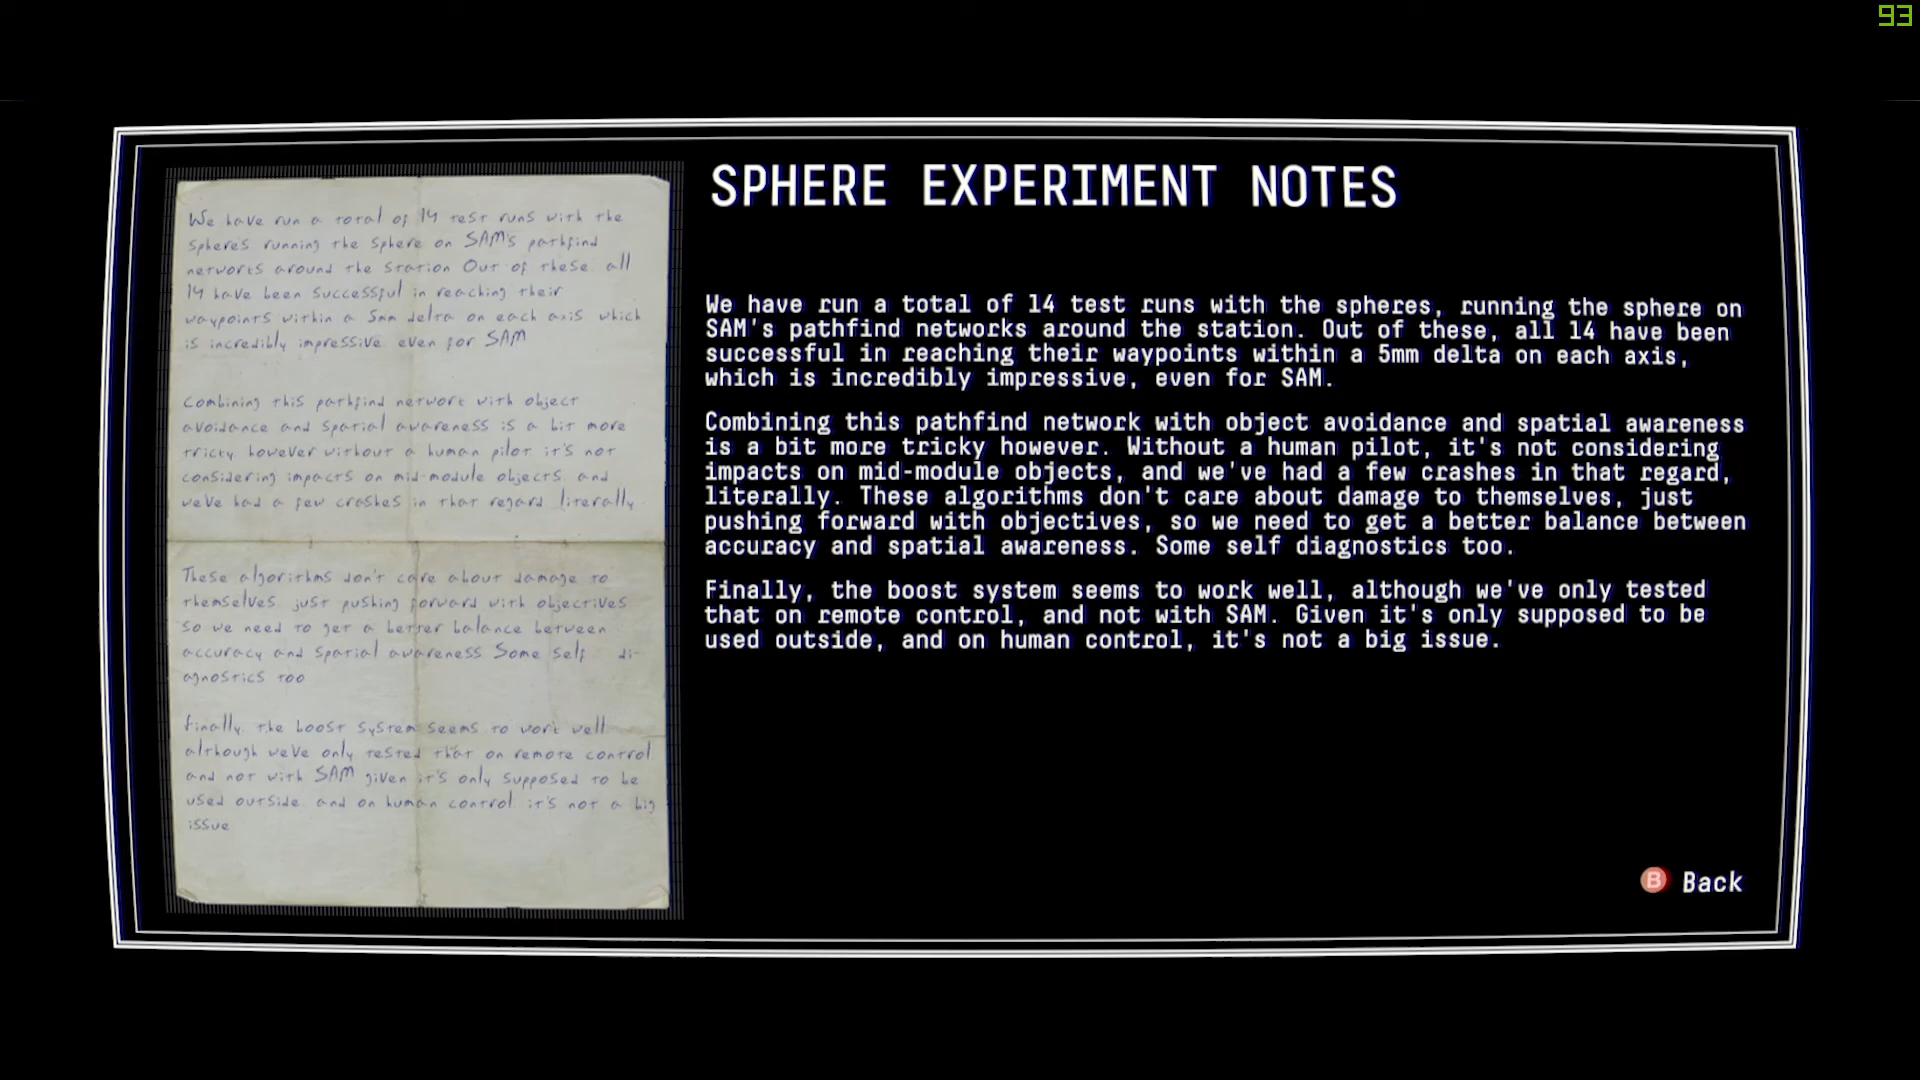 93
We have run a total of 14 test runs with the
spheres running the sphere on SAM's pathfind
networks around the station Out of these all
14 have been successful in reaching their
waypoints within a 5mm delta on each axis which
is incredibly impressive even for SAM
Combining this pathfind network with object
avoidance and spatial awareness is a bit more
tricky however without a human pilot it's not
considering impacts on mid-module objects and
we've had a few crashes in that regard literally
These algorithms don't care about damage to
themselves just pushing forward with objectives
so we need to get a better balance between
accuracy and spatial awareness Some self di-
agnostics too
finally the boost system seems to work well
although we've only tested that on remote control
and not with SAM given it's only supposed to be
used outside and on human control it's not a big
issue
SPHERE EXPERIMENT NOTES
We have run a total of 14 test runs with the spheres, running the sphere on
SAM's pathfind networks around the station. Out of these, all 14 have been
successful in reaching their waypoints within a 5mm delta on each axis,
which is incredibly impressive, even for SAM.
Combining this pathfind network with object avoidance and spatial awareness
is a bit more tricky however. Without a human pilot, it's not considering
impacts on mid-module objects, and we've had a few crashes in that regard,
literally. These algorithms don't care about damage to themselves, just
pushing forward with objectives, so we need to get a better balance between
accuracy and spatial awareness. Some self diagnostics too.
Finally, the boost system seems to work well, although we've only tested
that on remote control, and not with SAM. Given it's only supposed to be
used outside, and on human control, it's not a big issue.
B Back